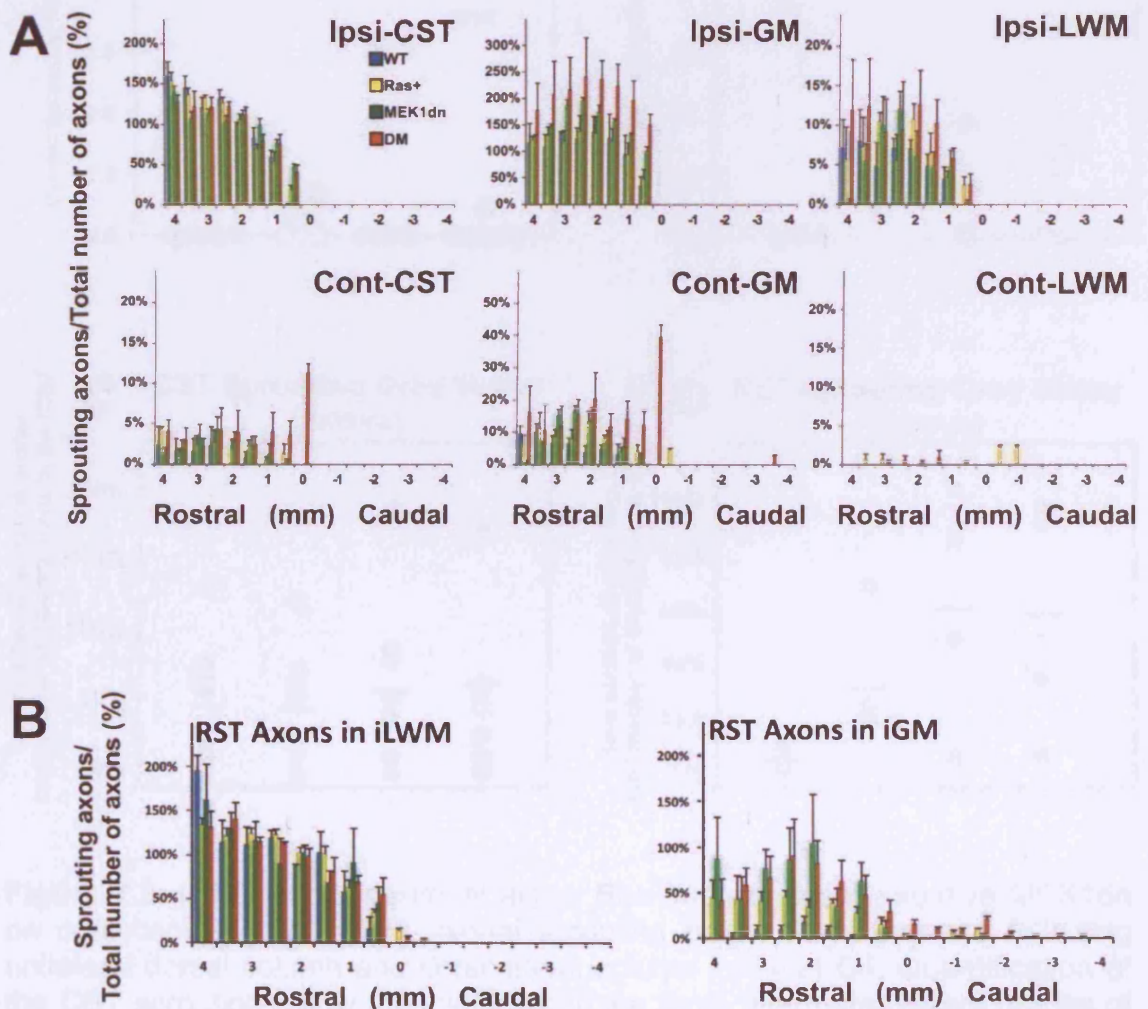 A
Sprouting axons/Total number of axons (%)
Ipsi-CST
WT
Ras+
MEK1dn
DM
200%
150%
100%
50%
0%
4 3 2 1 0 -1 -2 -3 -4
Ipsi-GM
300%
250%
200%
150%
100%
50%
0%
4 3 2 1 0 -1 -2 -3 -4
Ipsi-LWM
20%
15%
10%
5%
0%
4 3 2 1 0 -1 -2 -3 -4
Cont-CST
20%
15%
10%
5%
0%
4 3 2 1 0 -1 -2 -3 -4
Rostral (mm) Caudal
Cont-GM
50%
40%
30%
20%
10%
0%
4 3 2 1 0 -1 -2 -3 -4
Rostral (mm) Caudal
Cont-LWM
20%
15%
10%
5%
0%
4 3 2 1 0 -1 -2 -3 -4
Rostral (mm) Caudal
B
Sprouting axons/
Total number of axons (%)
RST Axons in iLWM
200%
150%
100%
50%
0%
4 3 2 1 0 -1 -2 -3 -4
Rostral (mm) Caudal
RST Axons in iGM
200%
150%
100%
50%
0%
4 3 2 1 0 -1 -2 -3 -4
Rostral (mm) Caudal